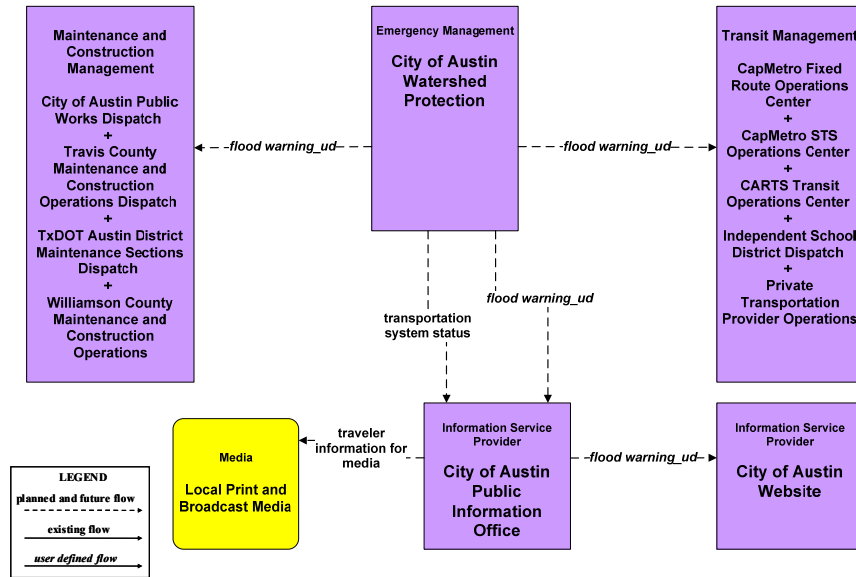 Maintenance and
Construction
Management
City of Austin Public
Works Dispatch
+
Travis County
Maintenance and
Construction
Operations Dispatch
+
TxDOT Austin District
Maintenance Sections
Dispatch
+
Williamson County
Maintenance and
Construction
Operations
Emergency Management
City of Austin
Watershed
Protection
Transit Management
CapMetro Fixed
Route Operations
Center
+
CapMetro STS
Operations Center
+
CARTS Transit
Operations Center
+
Independent School
District Dispatch
+
Private
Transportation
Provider Operations
flood warning_ud
flood warning_ud
transportation
system status
flood warning_ud
Media
Local Print and
Broadcast Media
traveler
information for
media
Information Service
Provider
City of Austin
Public
Information
Office
flood warning_ud
Information Service
Provider
City of Austin
Website
LEGEND
planned and future flow
existing flow
user defined flow